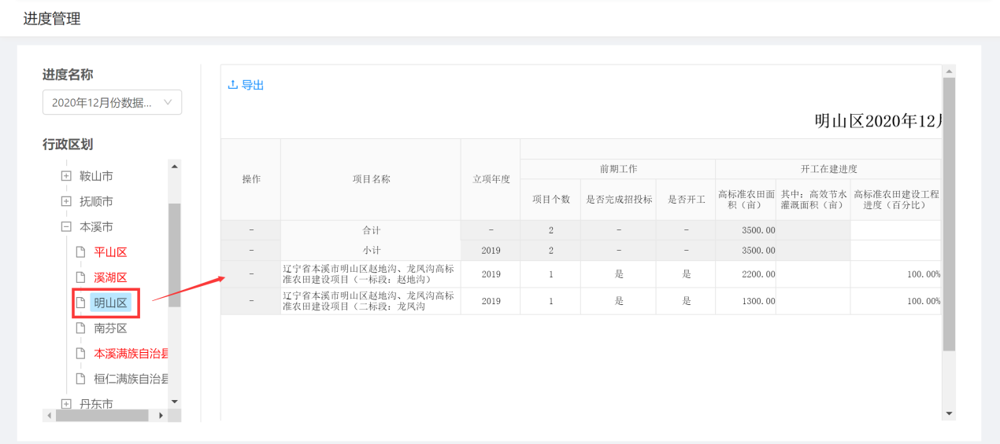 进度管理
进度名称
2020年12月份数据...
行政区划
鞍山市
抚顺市
本溪市
平山区
溪湖区
明山区
南芬区
本溪满族自治县
桓仁满族自治县
丹东市
导出
明山区2020年12月
操作
项目名称
立项年度
前期工作
开工在建进度
项目个数
是否完成招投标
是否开工
高标准农田面
积（亩）
其中：高效节水
灌溉面积（亩）
高标准农田建设工程
进度（百分比）
- 合计 - 2 - - 3500.00
- 小计 2019 2 - - 3500.00
辽宁省本溪市明山区赵地沟、龙凤沟高标
- 准农田建设项目（一标段：赵地沟） 2019 1 是 是 2200.00 100.00%
辽宁省本溪市明山区赵地沟、龙凤沟高标
- 准农田建设项目（二标段：龙凤沟 2019 1 是 是 1300.00 100.00%